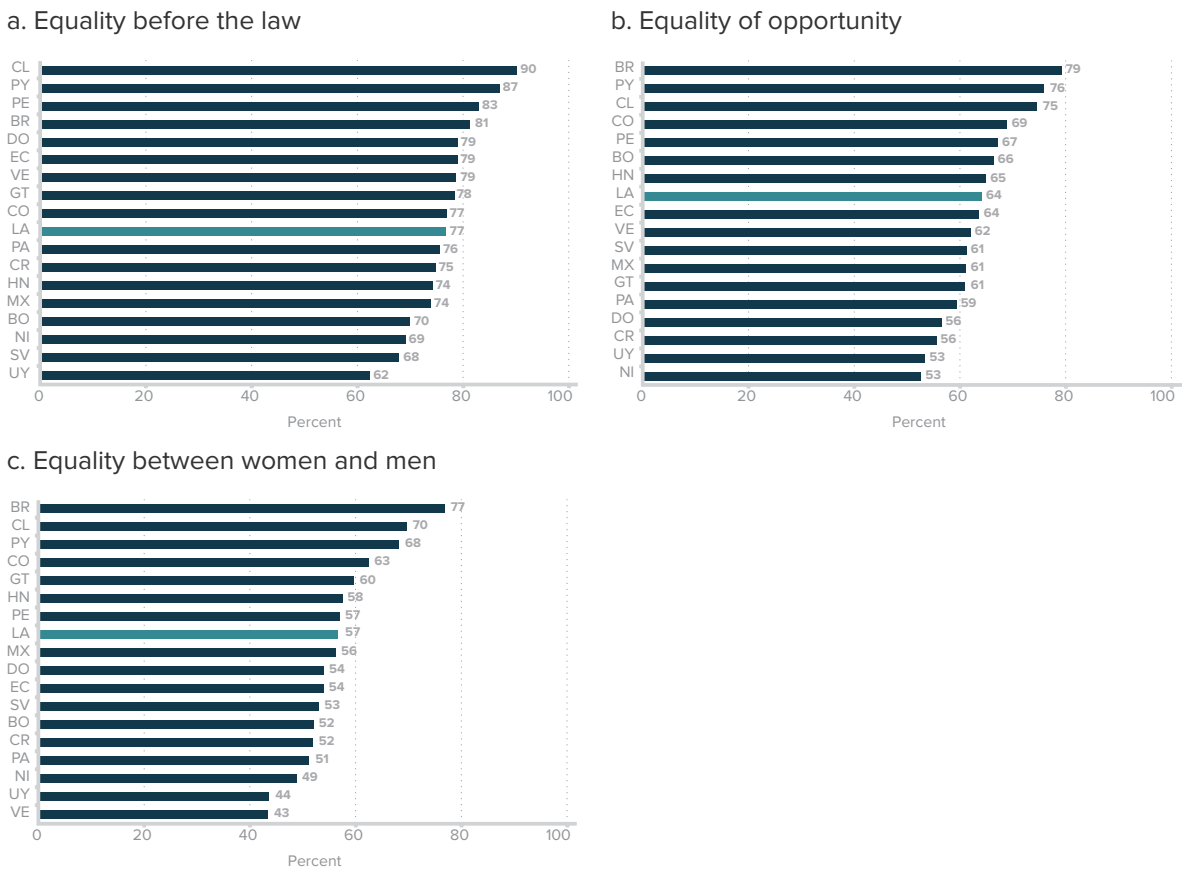 a. Equality before the law
CL 90
PY 87
PE 83
BR 81
DO 79
EC 79
VE 79
GT 78
CO 77
LA 77
PA 76
CR 75
HN 74
MX 74
BO 70
NI 69
SV 68
UY 62
0 20 40 60 80 100
Percent
b. Equality of opportunity
BR 79
PY 76
CL 75
CO 69
PE 67
BO 66
HN 65
LA 64
EC 64
VE 62
SV 61
MX 61
GT 61
PA 59
DO 56
CR 56
UY 53
NI 53
0 20 40 60 80 100
Percent
c. Equality between women and men
BR 77
CL 70
PY 68
CO 63
GT 60
HN 58
PE 57
LA 57
MX 56
DO 54
EC 54
SV 53
BO 52
CR 52
PA 51
NI 49
UY 44
VE 43
0 20 40 60 80 100
Percent